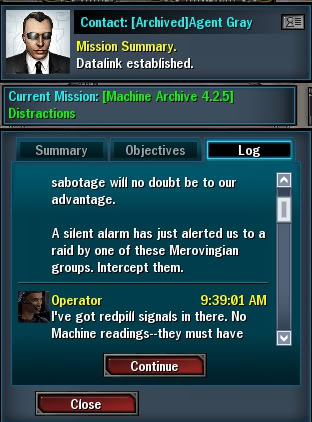 Contact: [Archived]Agent Gray
Mission Summary.
Datalink established.
Current Mission: [Machine Archive 4.2.5]
Distractions
Summary Objectives Log
sabotage will no doubt be to our
advantage.
A silent alarm has just alerted us to a
raid by one of these Merovingian
groups. Intercept them.
Operator 9:39:01 AM
I've got redpill signals in there. No
Machine readings--they must have
Continue
Close